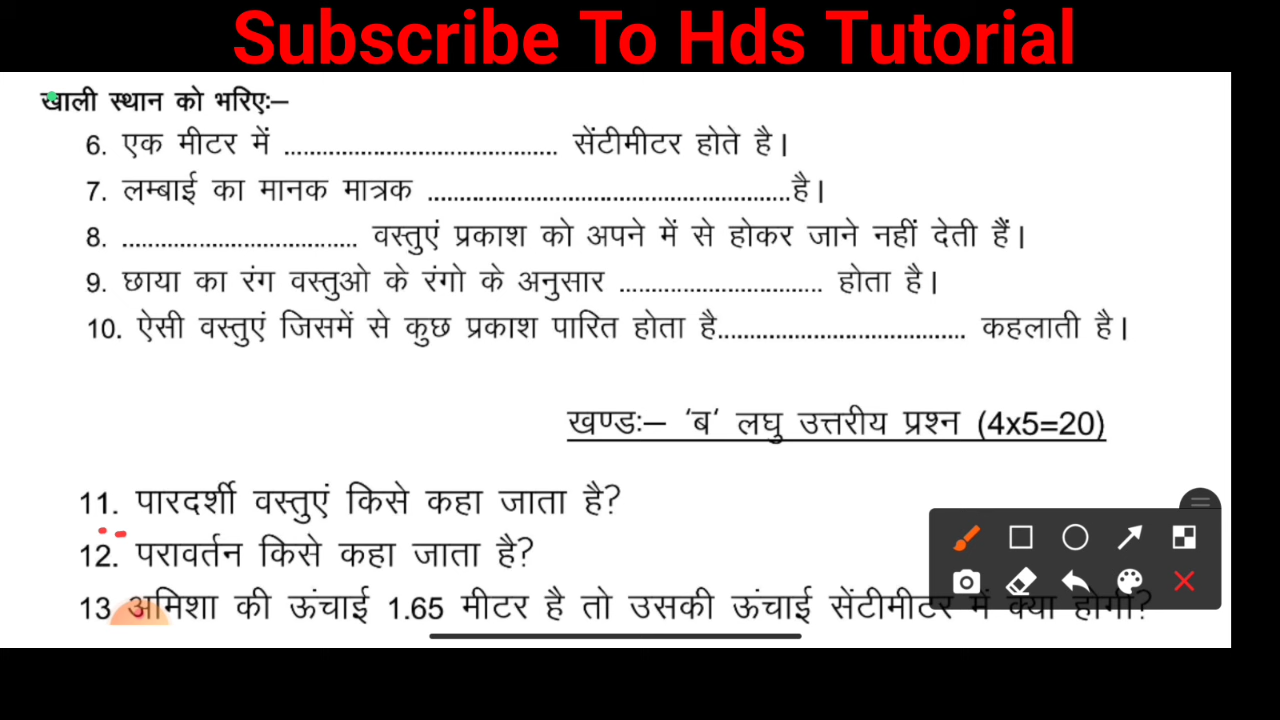 Subscribe To Hds Tutorial
खाली स्थान को भरिए:–
6. एक मीटर में ........................................... सेंटीमीटर होते है।
7. लम्बाई का मानक मात्रक .........................................................है।
8. ..................................... वस्तुएं प्रकाश को अपने में से होकर जाने नहीं देती हैं।
9. छाया का रंग वस्तुओ के रंगो के अनुसार ................................ होता है।
10. ऐसी वस्तुएं जिसमें से कुछ प्रकाश पारित होता है....................................... कहलाती है।
खण्ड:– 'ब' लघु उत्तरीय प्रश्न (4x5=20)
11. पारदर्शी वस्तुएं किसे कहा जाता है?
12. परावर्तन किसे कहा जाता है?
13 अमिशा की ऊंचाई 1.65 मीटर है तो उसकी ऊंचाई सेंटीमीटर में क्या होगी?